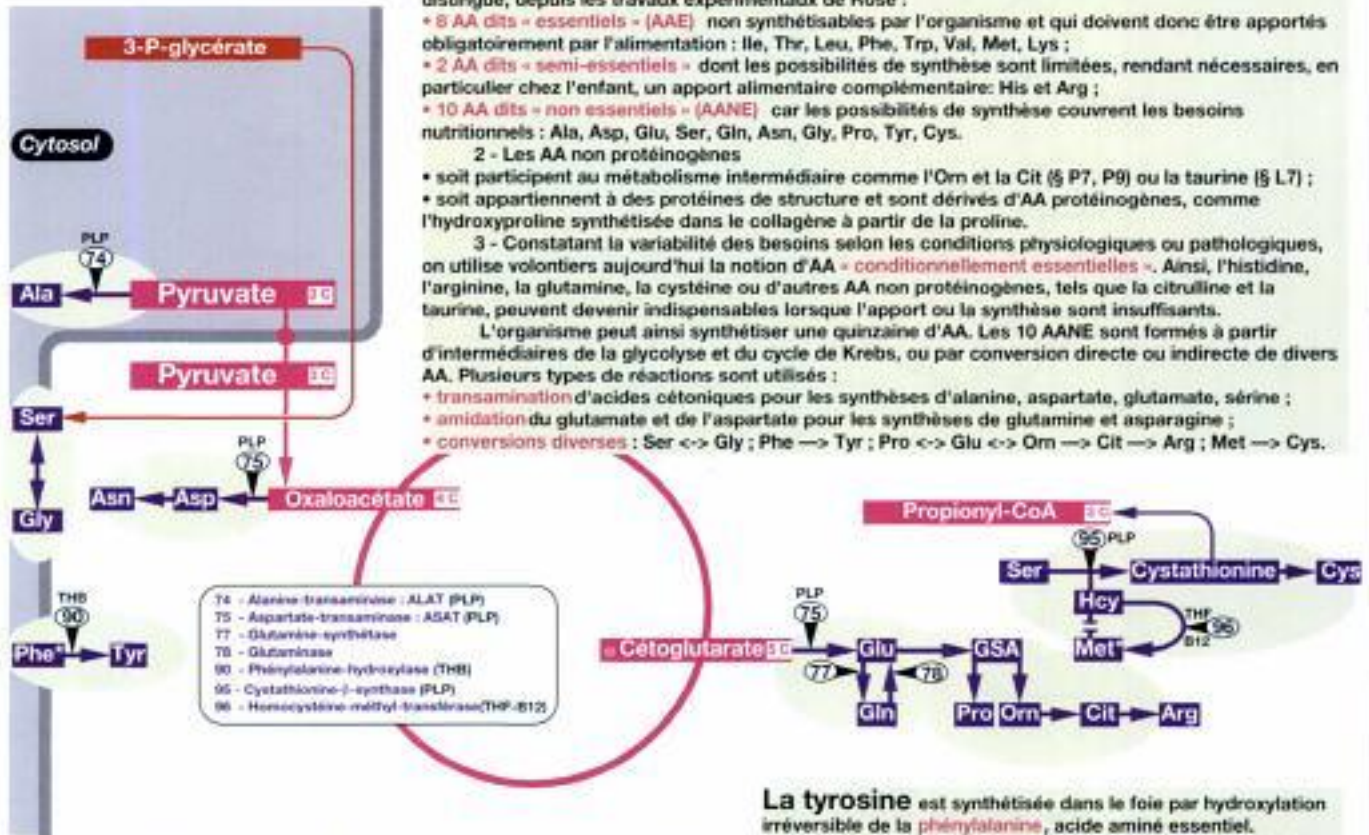 distingué, depuis les travaux expérimentaux de Rose :
• 8 AA dits « essentiels » (AAE) non synthétisables par l'organisme et qui doivent donc être apportés
obligatoirement par l'alimentation : Ile, Thr, Leu, Phe, Trp, Val, Met, Lys ;
• 2 AA dits « semi-essentiels » dont les possibilités de synthèse sont limitées, rendant nécessaires, en
particulier chez l'enfant, un apport alimentaire complémentaire: His et Arg ;
• 10 AA dits « non essentiels » (AANE) car les possibilités de synthèse couvrent les besoins
nutritionnels : Ala, Asp, Glu, Ser, Gln, Asn, Gly, Pro, Tyr, Cys.
2 - Les AA non protéinogènes
• soit participent au métabolisme intermédiaire comme l'Orn et la Cit (§ P7, P9) ou la taurine (§ L7) ;
• soit appartiennent à des protéines de structure et sont dérivés d'AA protéinogènes, comme
l'hydroxyproline synthétisée dans le collagène à partir de la proline.
3 - Constatant la variabilité des besoins selon les conditions physiologiques ou pathologiques,
on utilise volontiers aujourd'hui la notion d'AA « conditionnellement essentielles ». Ainsi, l'histidine,
l'arginine, la glutamine, la cystéine ou d'autres AA non protéinogènes, tels que la citrulline et la
taurine, peuvent devenir indispensables lorsque l'apport ou la synthèse sont insuffisants.
L'organisme peut ainsi synthétiser une quinzaine d'AA. Les 10 AANE sont formés à partir
d'intermédiaires de la glycolyse et du cycle de Krebs, ou par conversion directe ou indirecte de divers
AA. Plusieurs types de réactions sont utilisés :
• transamination d'acides cétoniques pour les synthèses d'alanine, aspartate, glutamate, sérine ;
• amidation du glutamate et de l'aspartate pour les synthèses de glutamine et asparagine ;
• conversions diverses : Ser <-> Gly ; Phe —> Tyr ; Pro <-> Glu <-> Orn —> Cit —> Arg ; Met —> Cys.
3-P-glycérate
Cytosol
PLP
74
Ala
Pyruvate 3 C
Pyruvate 3 C
Ser
Gly
PLP
75
Asn Asp Oxaloacétate 4 C
THB
90
Phe* Tyr
74 - Alanine-transaminase : ALAT (PLP)
75 - Aspartate-transaminase : ASAT (PLP)
77 - Glutamine-synthétase
78 - Glutaminase
90 - Phénylalanine-hydroxylase (THB)
95 - Cystathionine-β-synthase (PLP)
96 - Homocystéine-méthyl-transférase(THF-B12)
Propionyl-CoA 3 C
95 PLP
Ser Cystathionine Cys
Hcy
THF
96
B12
Met*
PLP
75
α Cétoglutarate 5 C Glu GSA
77 78
Gln Pro Orn Cit Arg
La tyrosine est synthétisée dans le foie par hydroxylation
irréversible de la phénylalanine, acide aminé essentiel.